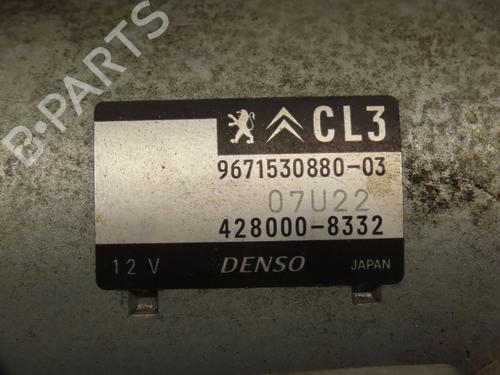 CL3
9671530880-03
07U22
428000-8332
12 V DENSO JAPAN
B-PARTS